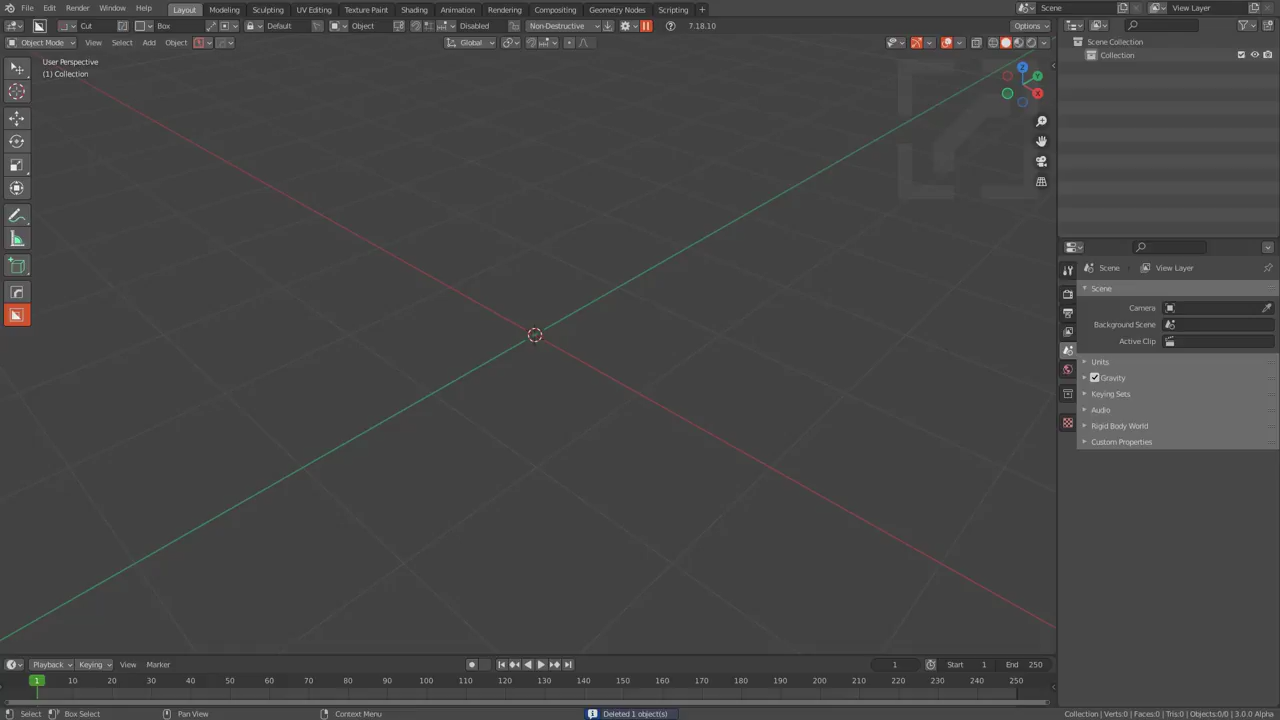 File Edit Render Window Help Layout Modeling Sculpting UV Editing Texture Paint Shading Animation Rendering Compositing Geometry Nodes Scripting + Scene View Layer
Cut Box Default Object Disabled Non-Destructive 7.18.10 Options
Object Mode View Select Add Object Global
User Perspective
(1) Collection
Z
Y
X
Scene Collection
Collection
Scene View Layer
Scene
Camera
Background Scene
Active Clip
Units
Gravity
Keying Sets
Audio
Rigid Body World
Custom Properties
Playback Keying View Marker 1 Start 1 End 250
1 10 20 30 40 50 60 70 80 90 100 110 120 130 140 150 160 170 180 190 200 210 220 230 240 250
Select Box Select Pan View Context Menu Deleted 1 object(s) Collection | Verts:0 | Faces:0 | Tris:0 | Objects:0/0 | 3.0.0 Alpha